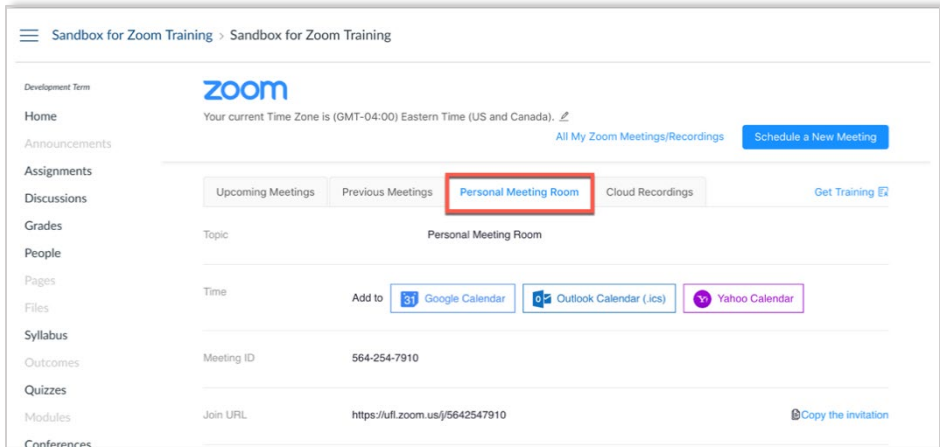 Sandbox for Zoom Training > Sandbox for Zoom Training
Development Term
Home
Announcements
Assignments
Discussions
Grades
People
Pages
Files
Syllabus
Outcomes
Quizzes
Modules
Conferences
zoom
Your current Time Zone is (GMT-04:00) Eastern Time (US and Canada).
All My Zoom Meetings/Recordings
Schedule a New Meeting
Upcoming Meetings
Previous Meetings
Personal Meeting Room
Cloud Recordings
Get Training
Topic
Personal Meeting Room
Time
Add to
31 Google Calendar
Outlook Calendar (.ics)
Yahoo Calendar
Meeting ID
564-254-7910
Join URL
https://ufl.zoom.us/j/5642547910
Copy the invitation